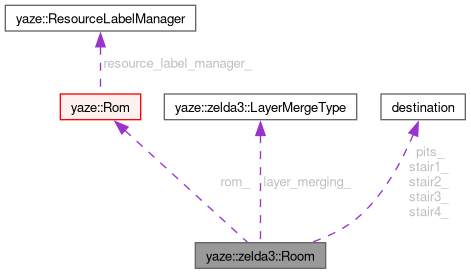 yaze::ResourceLabelManager
resource_label_manager_
yaze::Rom
yaze::zelda3::LayerMergeType
destination
rom_
layer_merging_
pits_
stair1_
stair2_
stair3_
stair4_
yaze::zelda3::Room